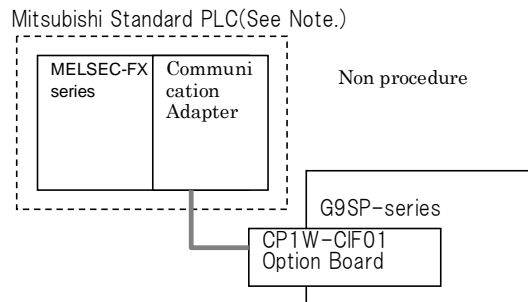 Mitsubishi Standard PLC(See Note.)
MELSEC-FX
series
Communi
cation
Adapter
Non procedure
G9SP-series
CP1W-CIF01
Option Board